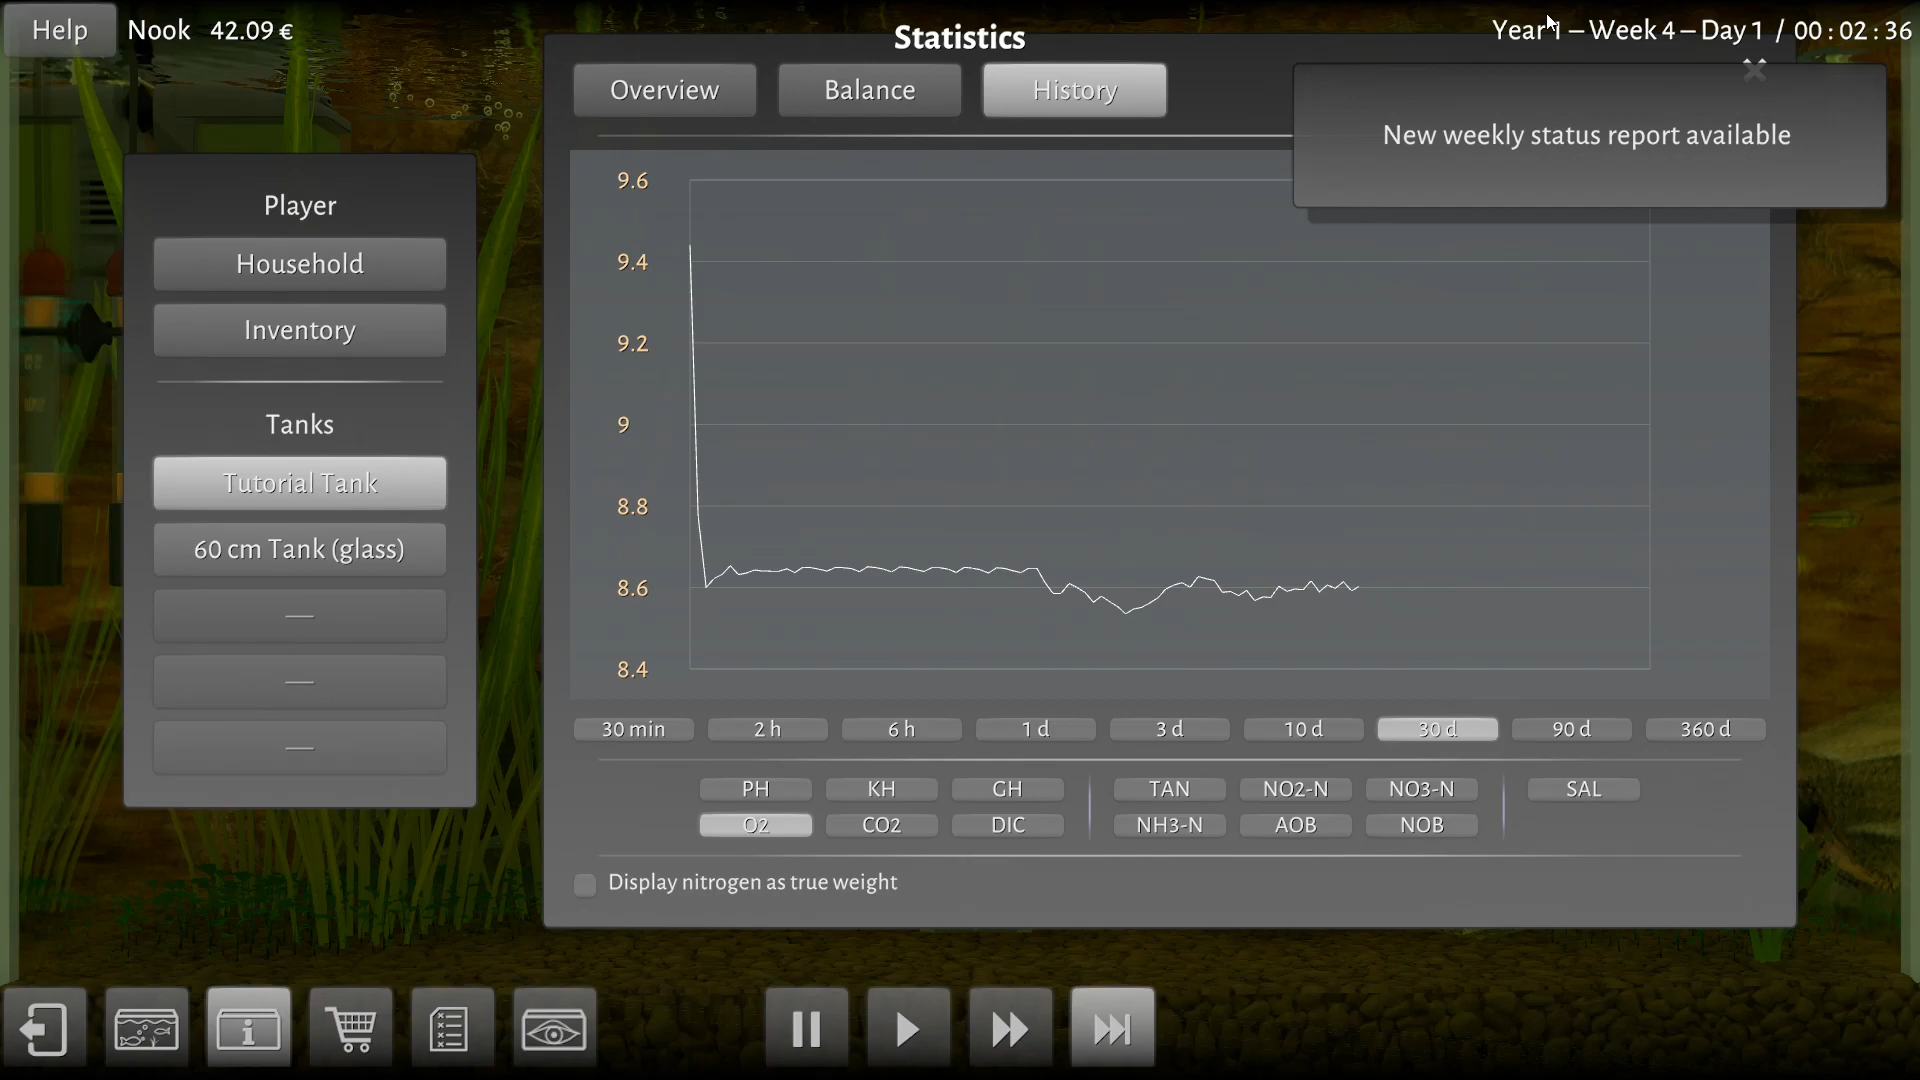 Help
Nook 42.09 €
Statistics
Year 1 – Week 4 – Day 1 / 00:02:36
Overview
Balance
History
New weekly status report available
Player
Household
Inventory
Tanks
Tutorial Tank
60 cm Tank (glass)
—
—
—
9.6
9.4
9.2
9
8.8
8.6
8.4
30 min
2 h
6 h
1 d
3 d
10 d
30 d
90 d
360 d
PH
KH
GH
TAN
NO2-N
NO3-N
SAL
O2
CO2
DIC
NH3-N
AOB
NOB
Display nitrogen as true weight